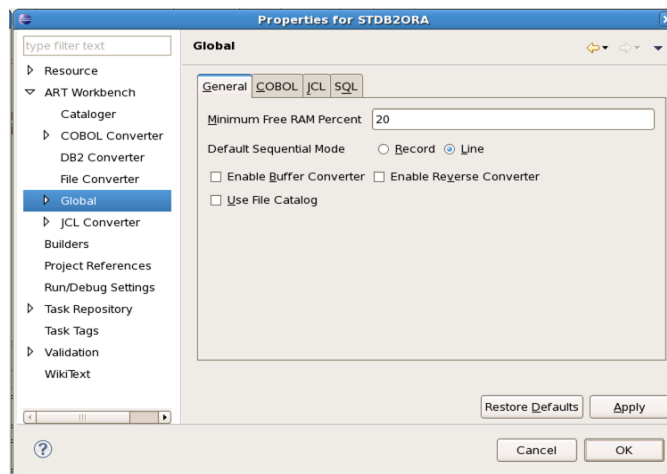 Properties for STDB2ORA
type filter text
Resource
ART Workbench
Cataloger
COBOL Converter
DB2 Converter
File Converter
Global
JCL Converter
Builders
Project References
Run/Debug Settings
Task Repository
Task Tags
Validation
WikiText
Global
General COBOL JCL SQL
Minimum Free RAM Percent 20
Default Sequential Mode Record Line
Enable Buffer Converter Enable Reverse Converter
Use File Catalog
Restore Defaults Apply
Cancel OK